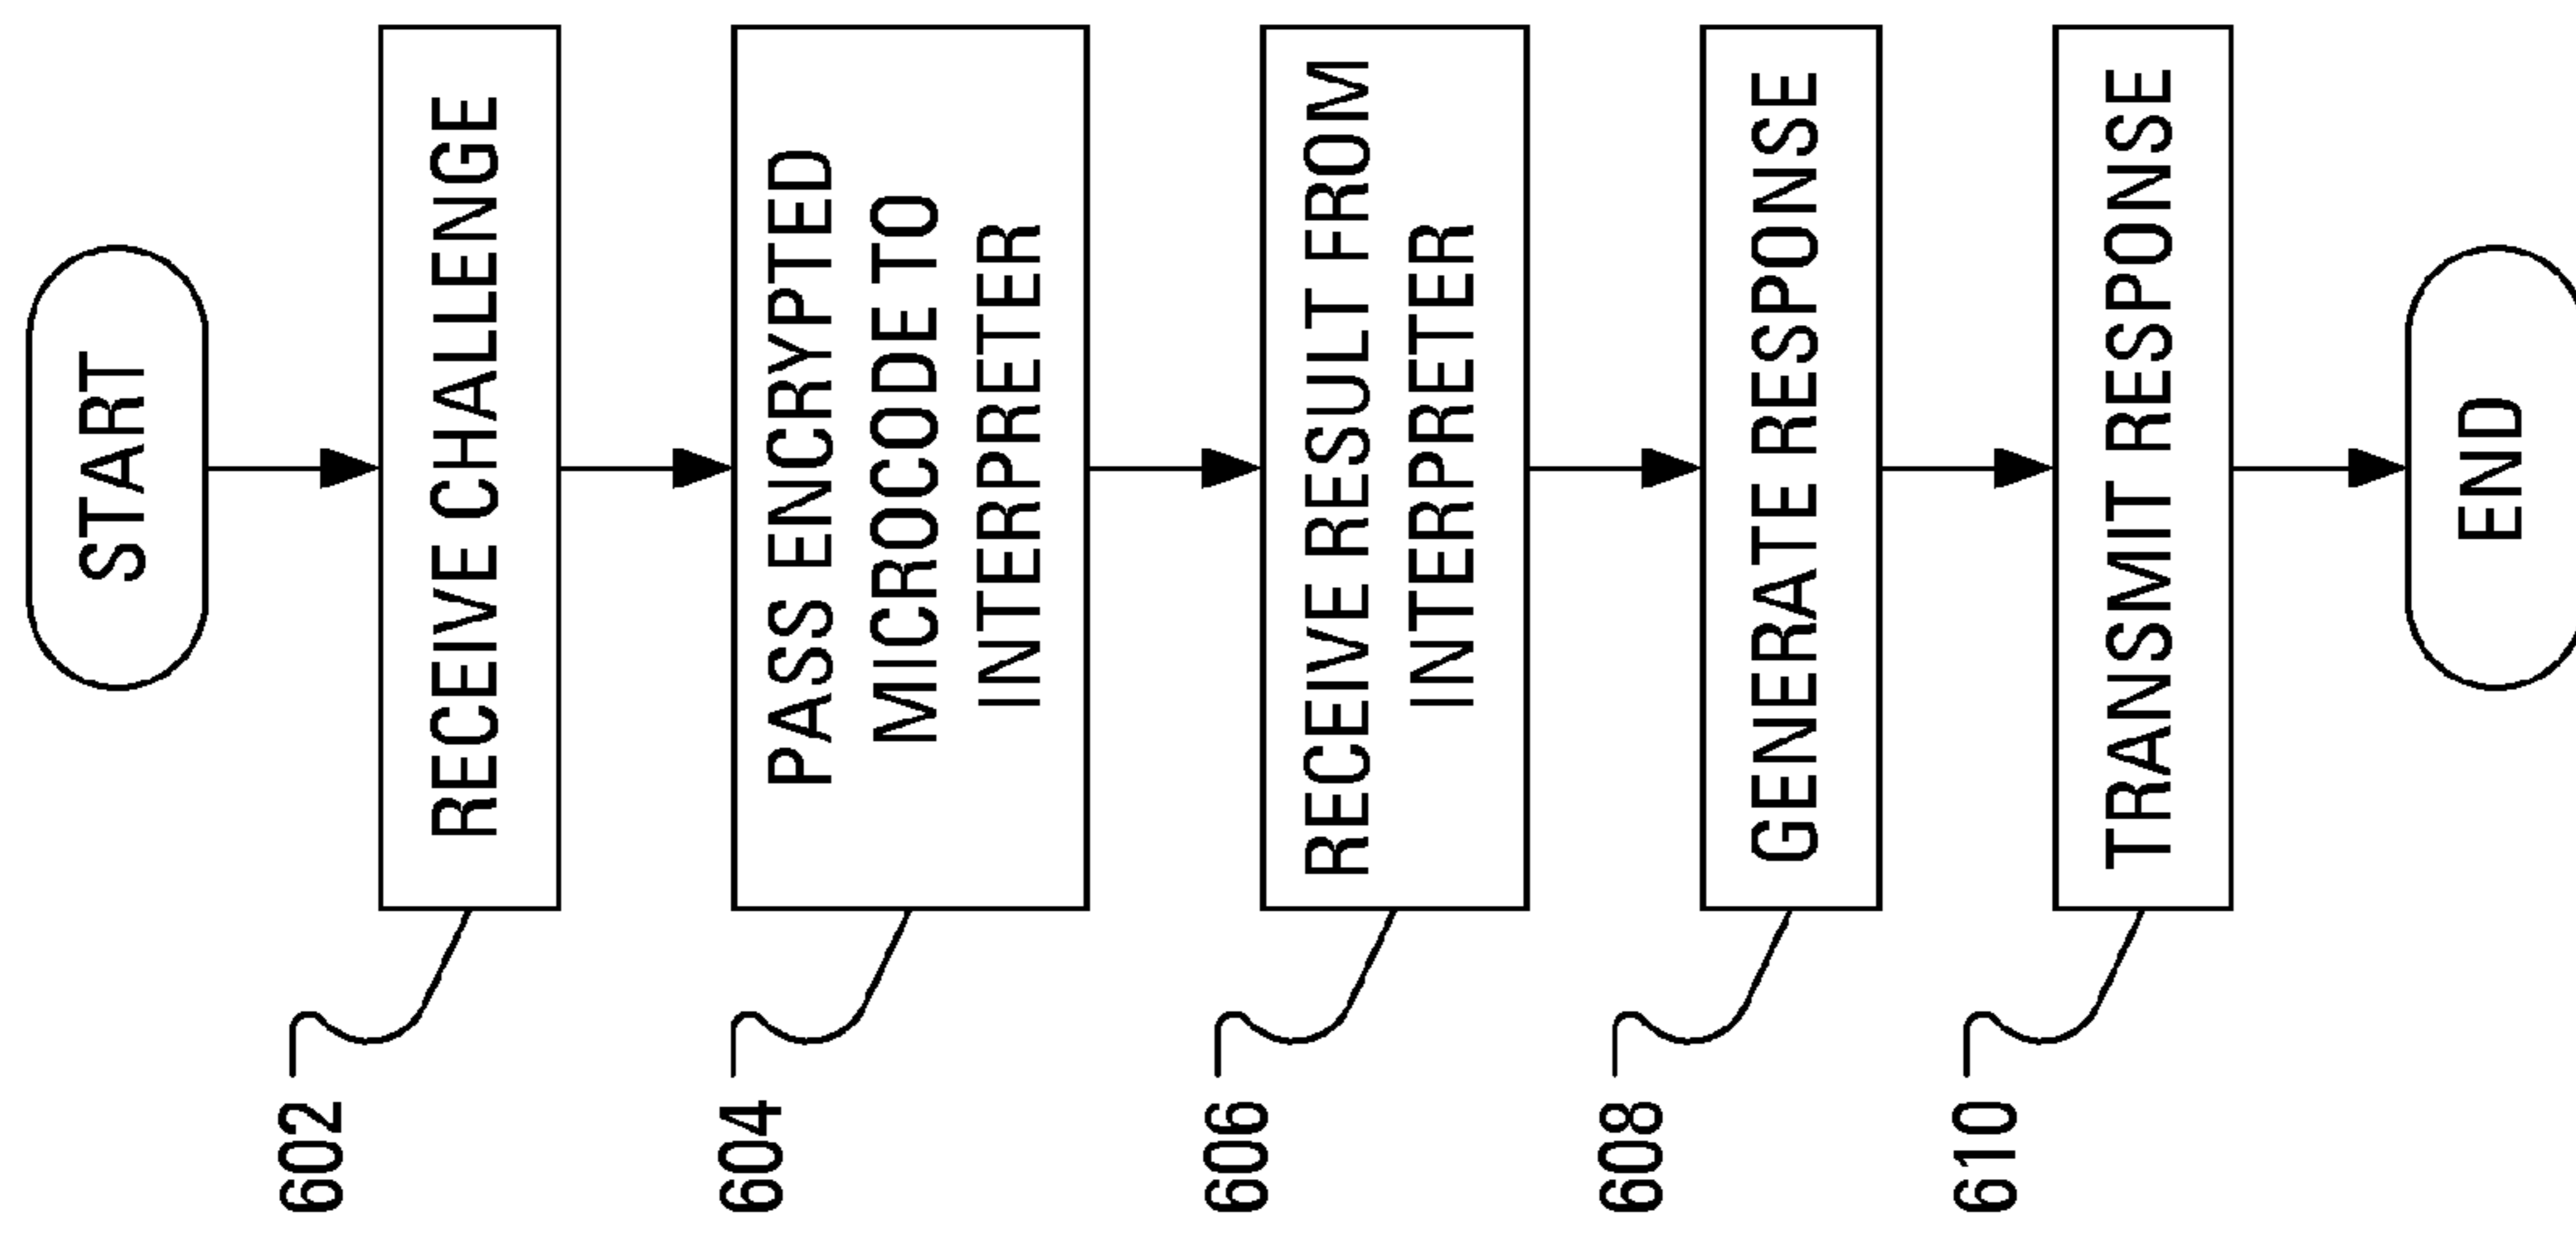 START
602
RECEIVE CHALLENGE
604
PASS ENCRYPTED
MICROCODE TO
INTERPRETER
606
RECEIVE RESULT FROM
INTERPRETER
608
GENERATE RESPONSE
610
TRANSMIT RESPONSE
END